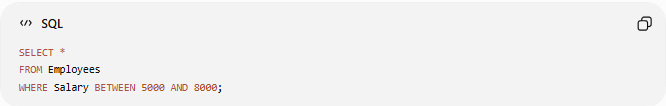 SQL
SELECT *
FROM Employees
WHERE Salary BETWEEN 5000 AND 8000;